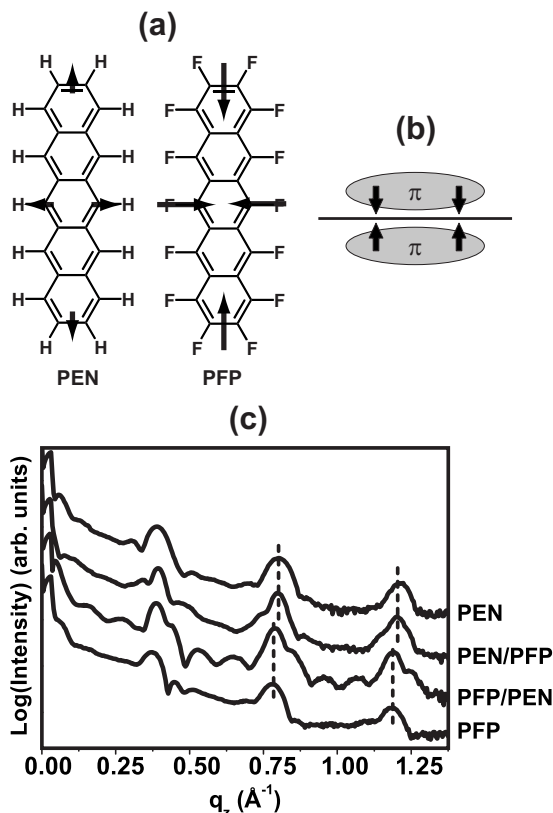 (a)
H H F F
H H F F
H H F F
H H F F
H H F F
H H F F
H H F F
PEN PFP
(b)
π
π
(c)
Log(Intensity) (arb. units)
PEN
PEN/PFP
PFP/PEN
PFP
0.00 0.25 0.50 0.75 1.00 1.25
q_z (Å⁻¹)